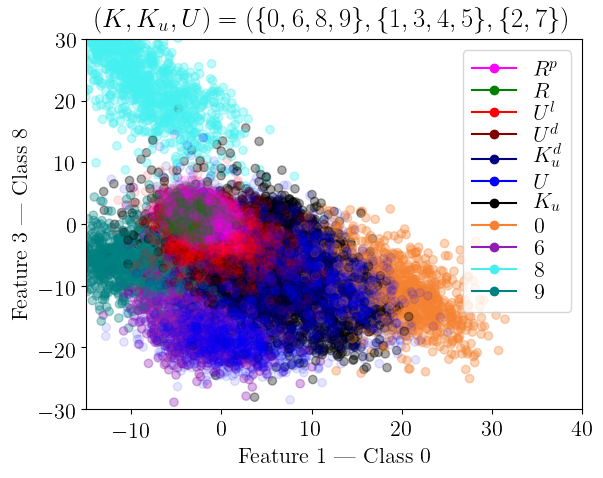 (K, K_u, U) = ({0, 6, 8, 9}, {1, 3, 4, 5}, {2, 7})
30
20
10
0
−10
−20
−30
Feature 3 — Class 8
R^p
R
U^l
U^d
K_u^d
U
K_u
0
6
8
9
−10
0
10
20
30
40
Feature 1 — Class 0